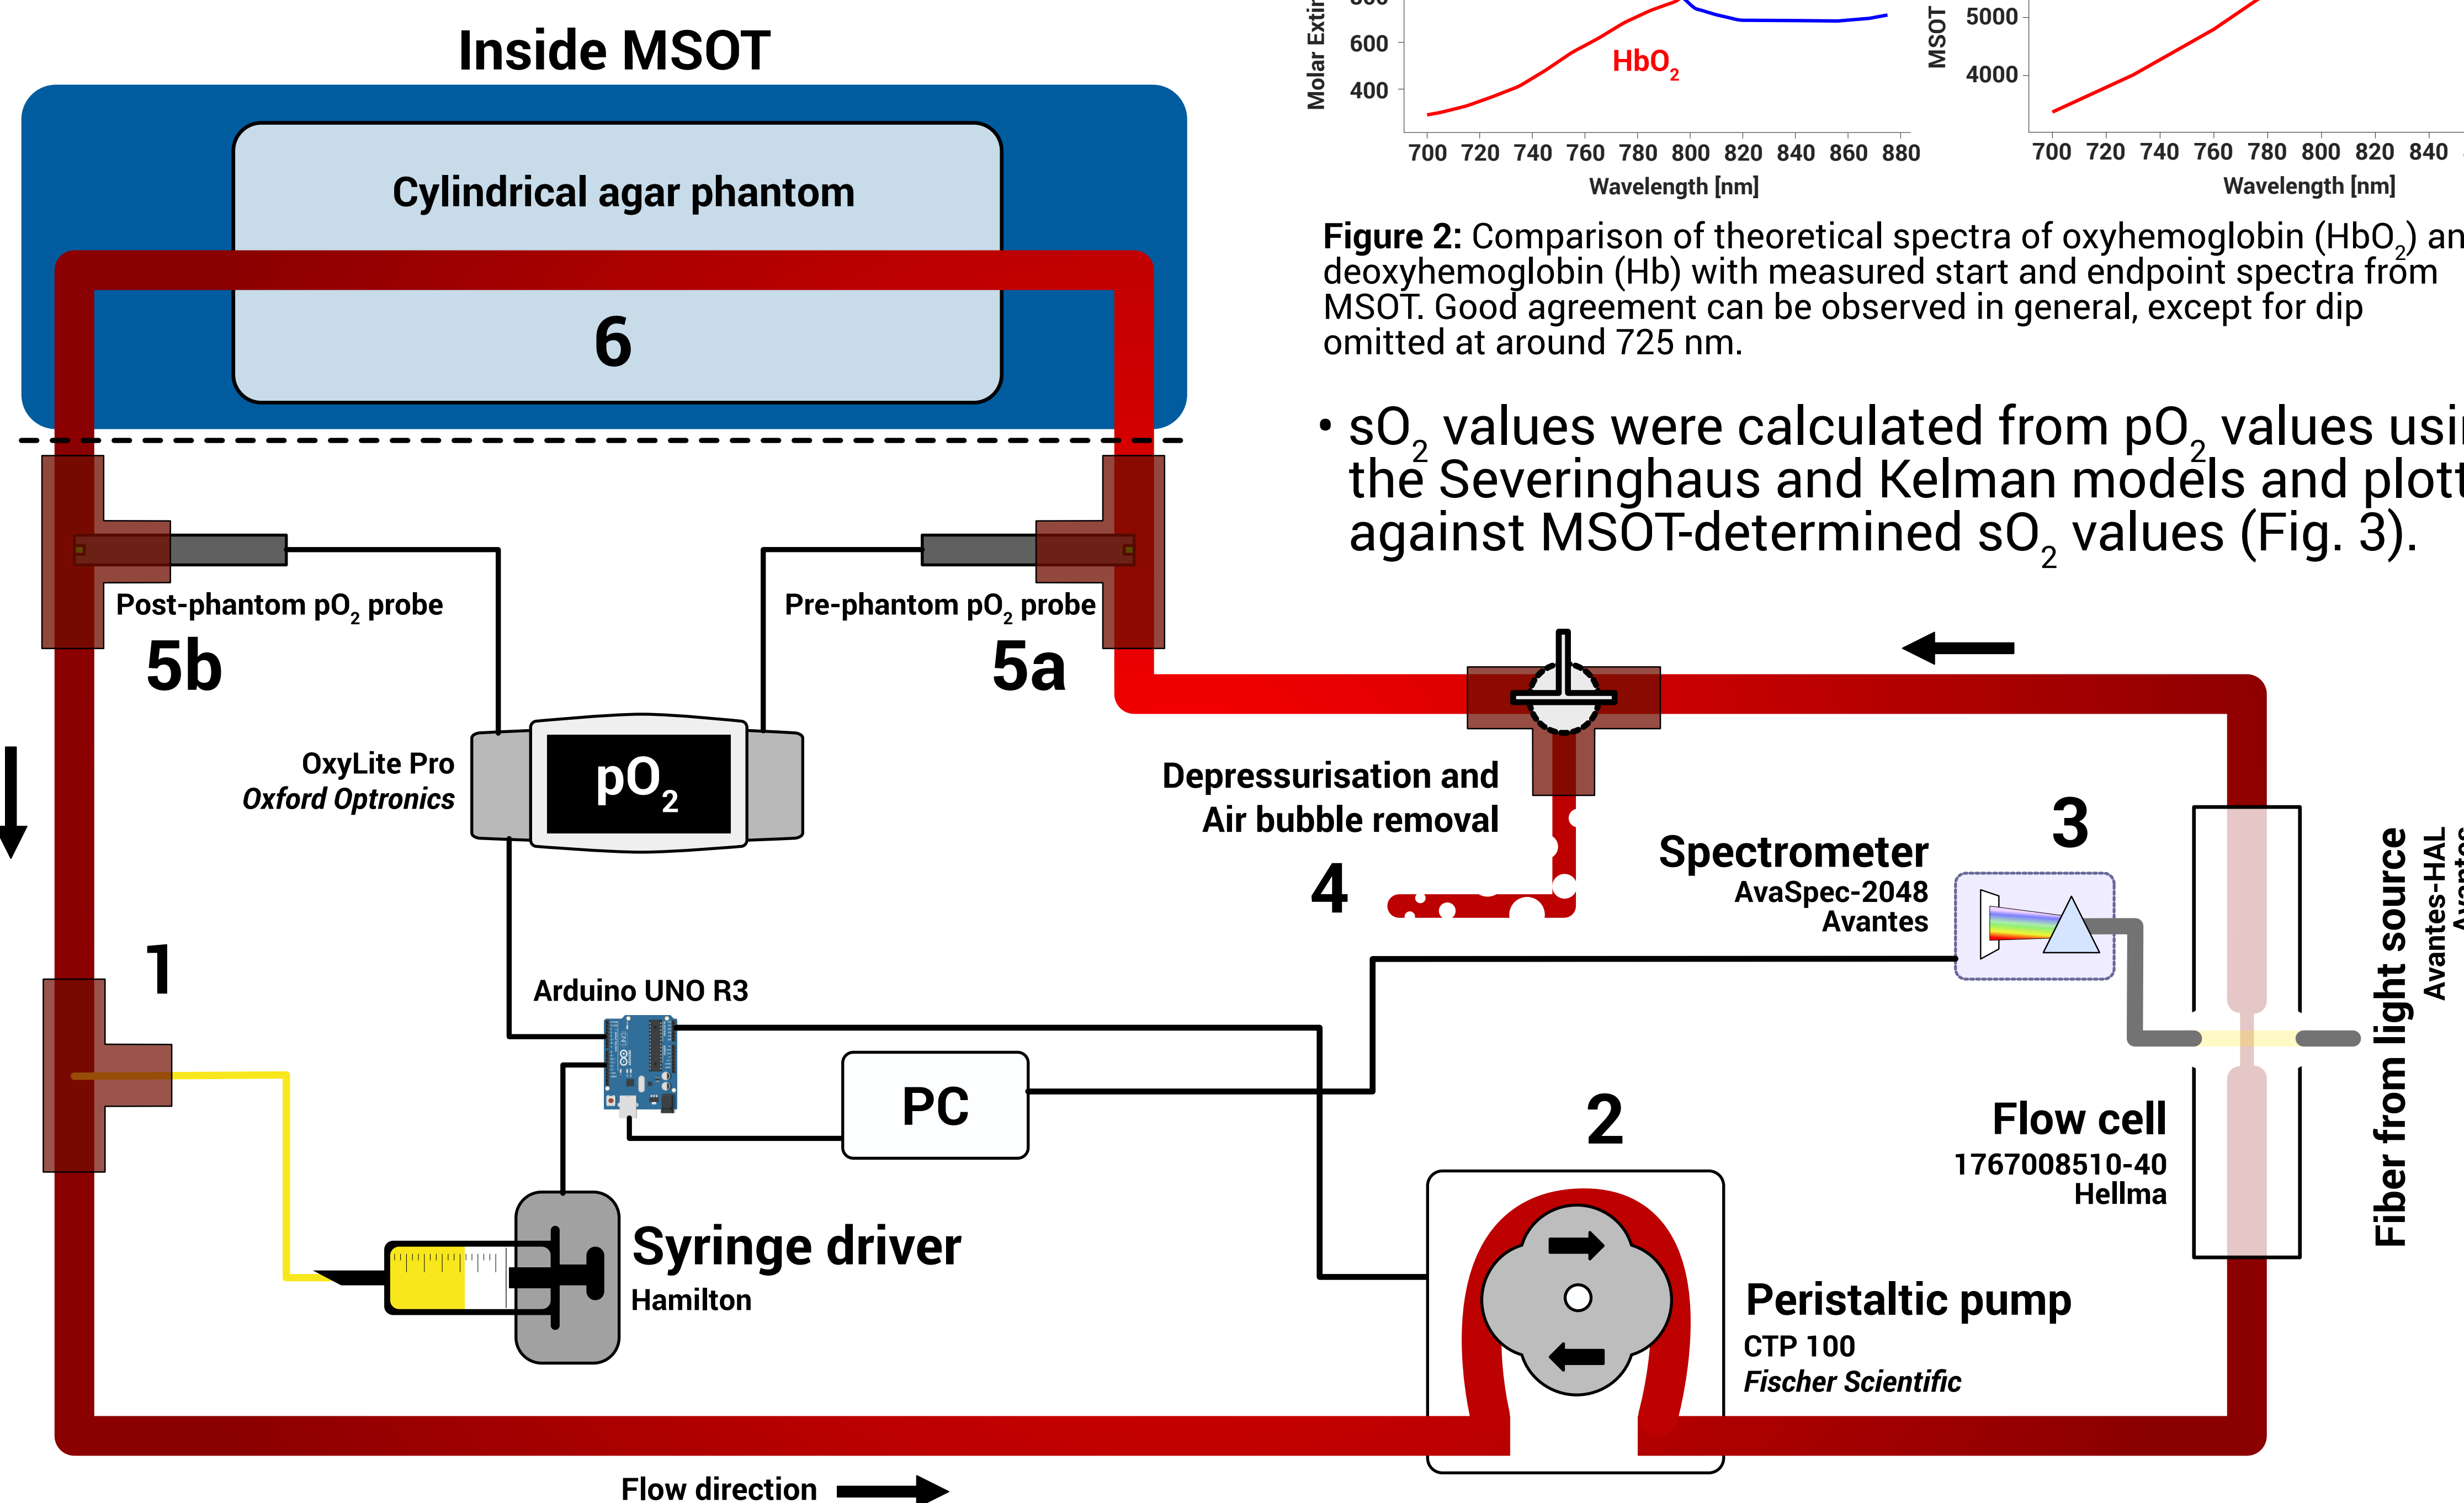 Inside MSOT
Cylindrical agar phantom
6
Post-phantom pO2 probe
5b
Pre-phantom pO2 probe
5a
OxyLite Pro
Oxford Optronics
pO2
Depressurisation and
Air bubble removal
4
1
Arduino UNO R3
PC
Syringe driver
Hamilton
2
Peristaltic pump
CTP 100
Fischer Scientific
3
Spectrometer
AvaSpec-2048
Avantes
Flow cell
1767008510-40
Hellma
Fiber from light source
Avantes-HAL
Flow direction
Molar
600
400
HbO2
700 720 740 760 780 800 820 840 860 880
Wavelength [nm]
MSOT
5000
4000
700 720 740 760 780 800 820 840
Wavelength [nm]
Figure 2: Comparison of theoretical spectra of oxyhemoglobin (HbO2)
deoxyhemoglobin (Hb) with measured start and endpoint spectra from
MSOT. Good agreement can be observed in general, except for dip
omitted at around 725 nm.
• sO2 values were calculated from pO2 values
the Severinghaus and Kelman models and
against MSOT-determined sO2 values (Fig. 3).